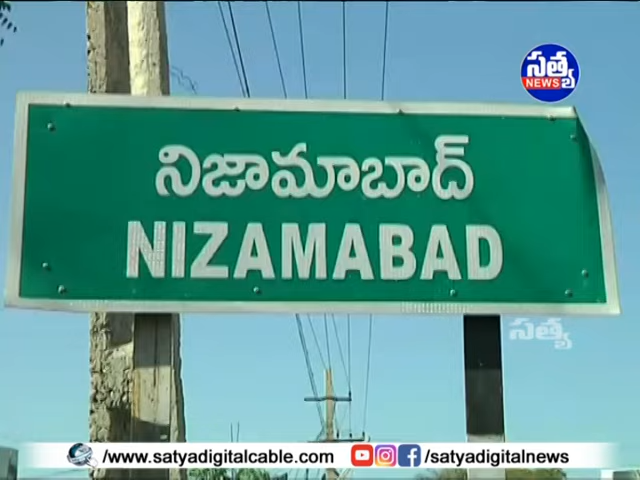 సత్య
NEWS
నిజామాబాద్
NIZAMABAD
సత్య
/www.satyadigitalcable.com/
/satyadigitalnews